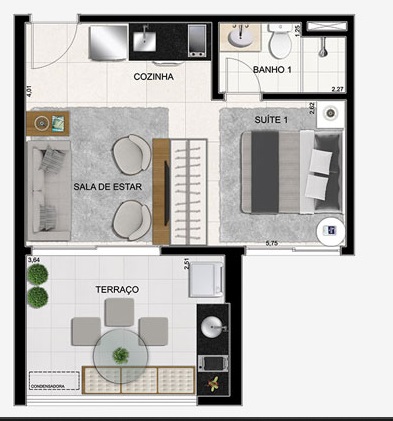 1,25
COZINHA
BANHO 1
4,01
2,27
2,62
SUÍTE 1
SALA DE ESTAR
5,75
3,64
2,51
TERRAÇO
CONDENSADORA